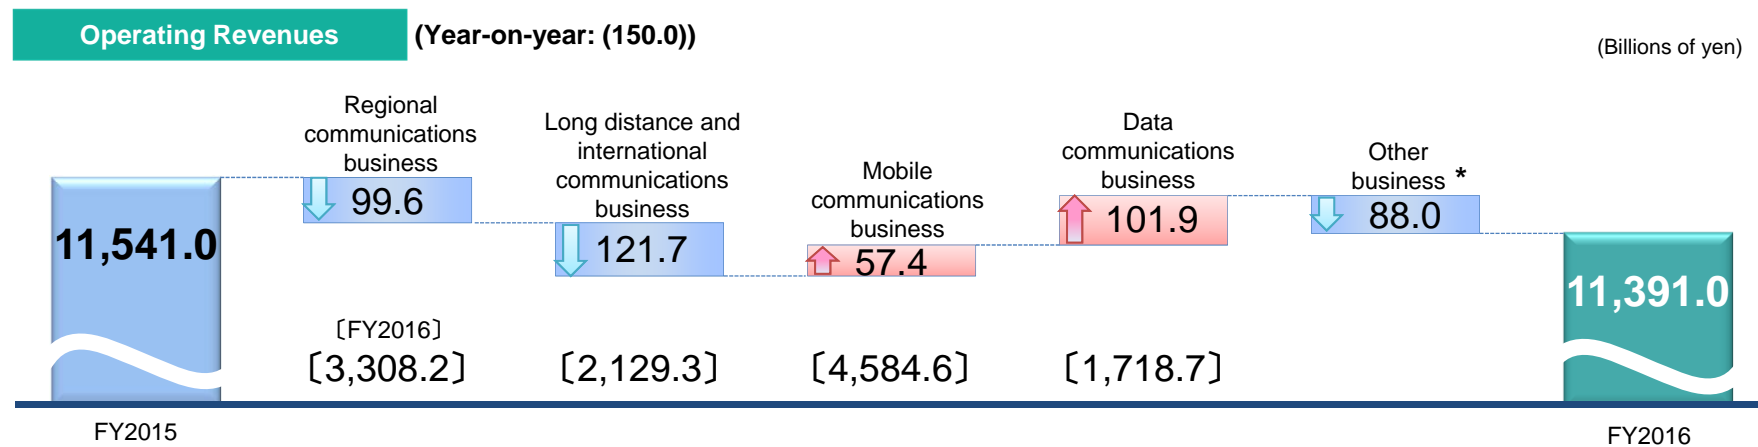 Operating Revenues (Year-on-year: (150.0))
(Billions of yen)
Regional
communications
business
99.6
Long distance and
international
communications
business
121.7
Mobile
communications
business
57.4
Data
communications
business
101.9
Other
business *
88.0
11,541.0
11,391.0
〔FY2016〕
〔3,308.2〕
〔2,129.3〕
〔4,584.6〕
〔1,718.7〕
FY2015
FY2016